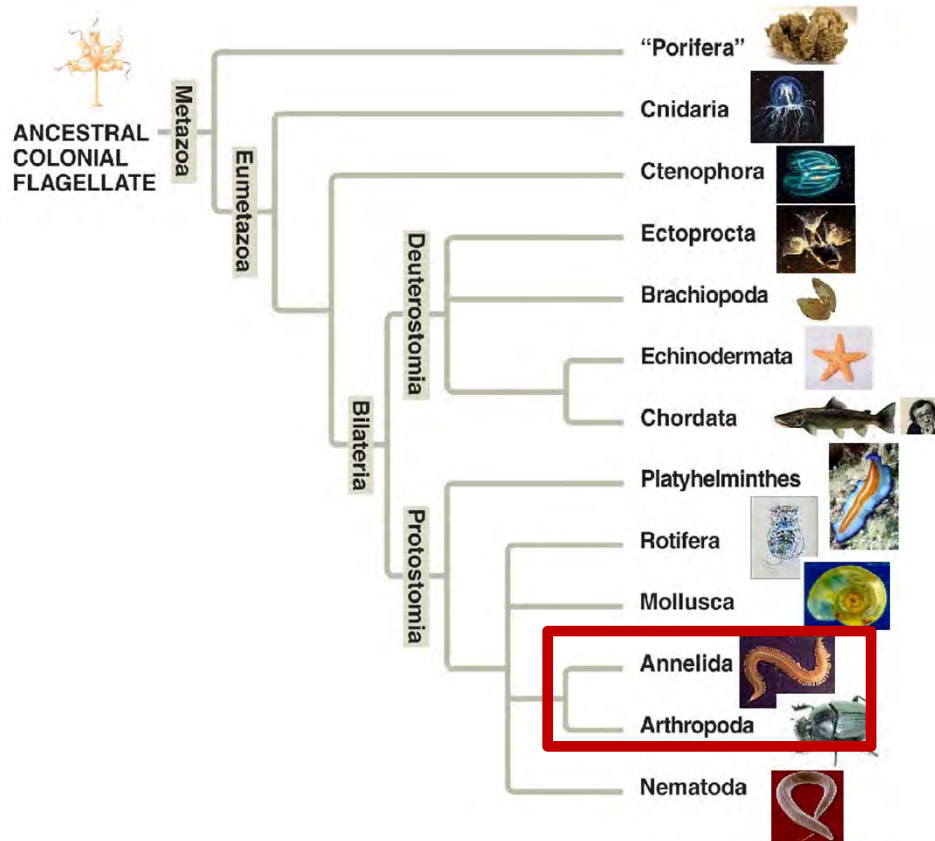 ANCESTRAL
COLONIAL
FLAGELLATE
Metazoa
Eumetazoa
Bilateria
Deuterostomia
Protostomia
“Porifera”
Cnidaria
Ctenophora
Ectoprocta
Brachiopoda
Echinodermata
Chordata
Platyhelminthes
Rotifera
Mollusca
Annelida
Arthropoda
Nematoda